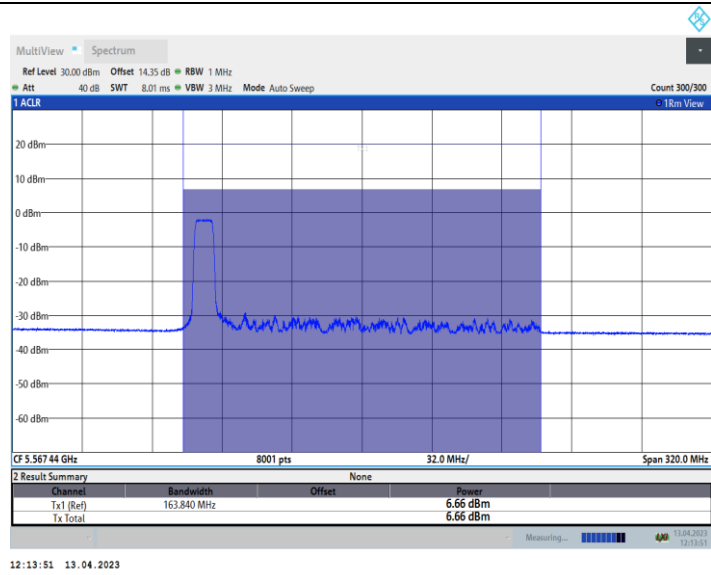 MultiView Spectrum
Ref Level 30.00 dBm Offset 14.35 dB RBW 1 MHz
Att 40 dB SWT 8.01 ms VBW 3 MHz Mode Auto Sweep Count 300/300
1 ACLR 1Rm View
20 dBm
10 dBm
0 dBm
-10 dBm
-20 dBm
-30 dBm
-40 dBm
-50 dBm
-60 dBm
CF 5.56744 GHz 8001 pts 32.0 MHz/ Span 320.0 MHz
2 Result Summary None
Channel Bandwidth Offset Power
Tx1 (Ref) 163.840 MHz 6.66 dBm
Tx Total 6.66 dBm
Measuring... 13.04.2023
12:13:51
12:13:51 13.04.2023